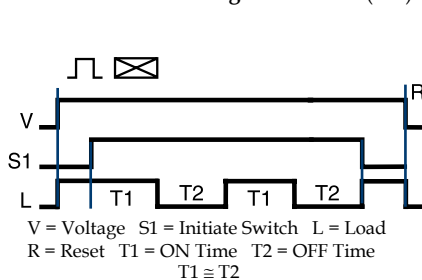 R
V
S1
L T1 T2 T1 T2
V = Voltage S1 = Initiate Switch L = Load
R = Reset T1 = ON Time T2 = OFF Time
T1 ≅ T2